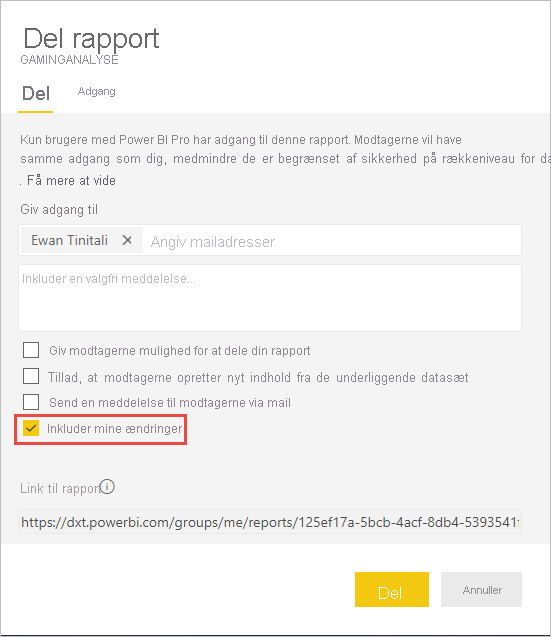 Del rapport
GAMINGANALYSE
Del Adgang
Kun brugere med Power BI Pro har adgang til denne rapport. Modtagerne vil have
samme adgang som dig, medmindre de er begrænset af sikkerhed på rækkeniveau for da
. Få mere at vide
Giv adgang til
Ewan Tinitali Angiv mailadresser
Inkluder en valgfri meddelelse...
Giv modtagerne mulighed for at dele din rapport
Tillad, at modtagerne opretter nyt indhold fra de underliggende datasæt
Send en meddelelse til modtagerne via mail
Inkluder mine ændringer
Link til rapport
https://dxt.powerbi.com/groups/me/reports/125ef17a-5bcb-4acf-8db4-5393541f
Del Annuller